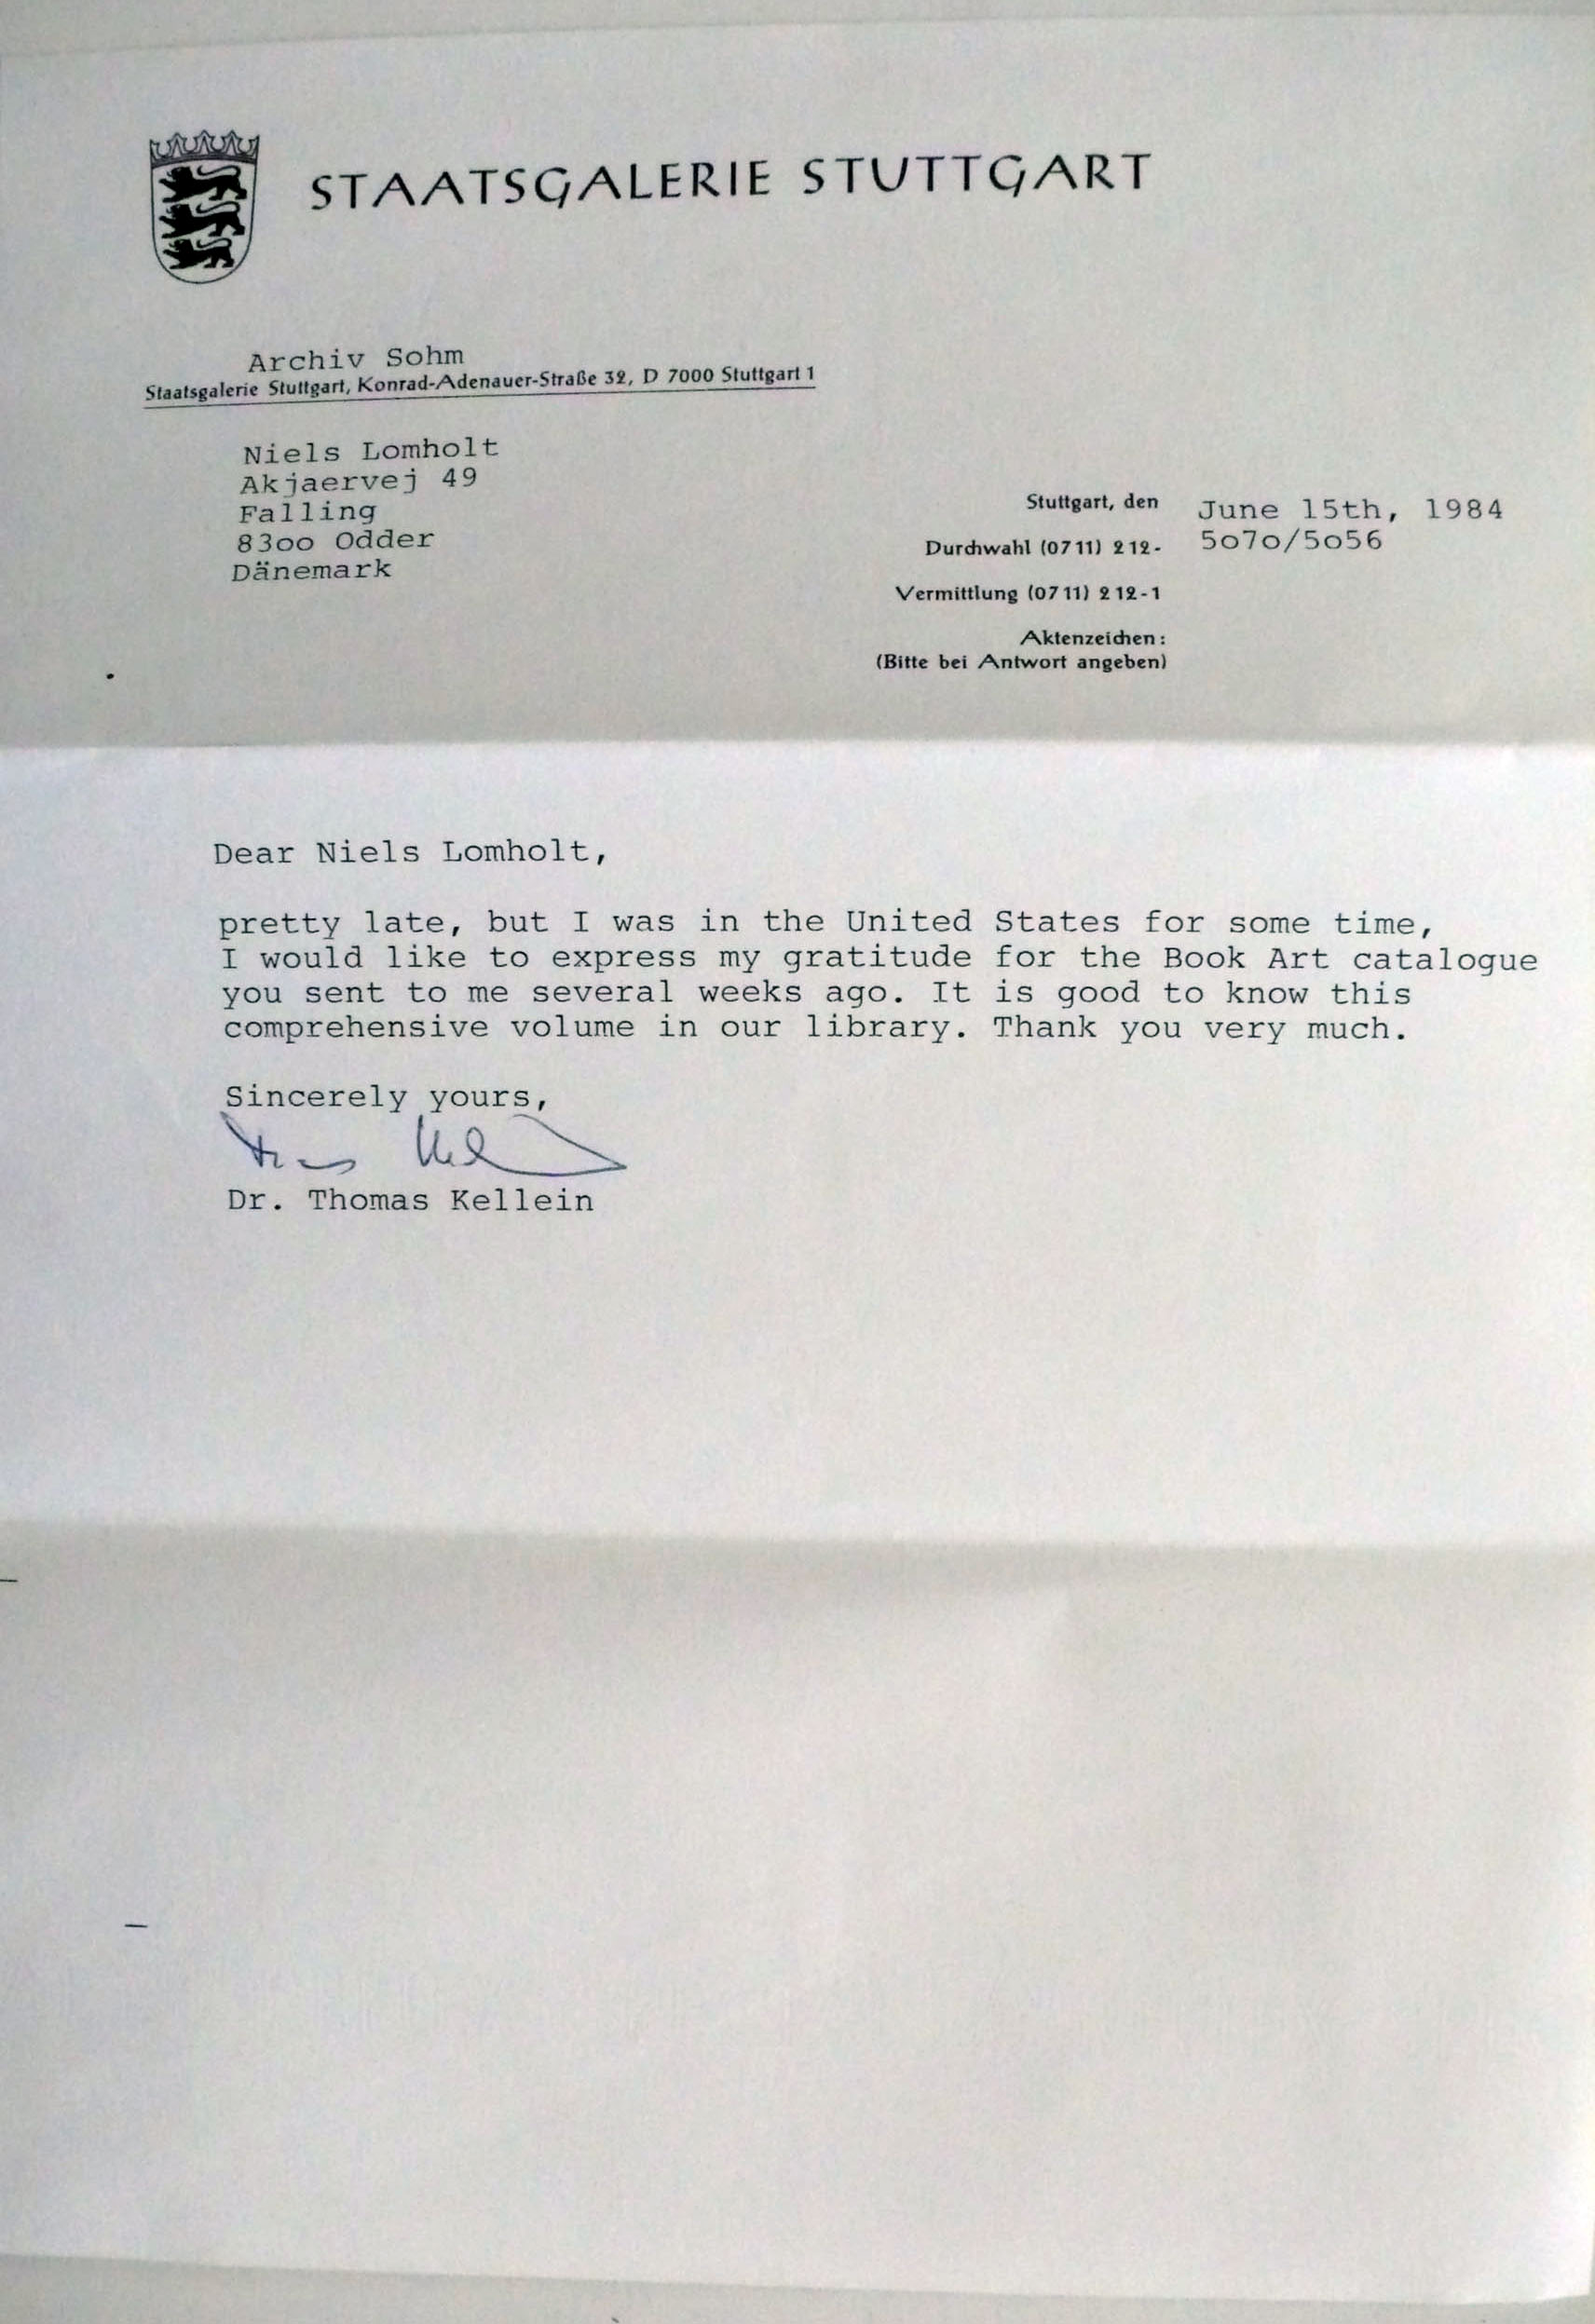 STAATSGALERIE STUTTGART
Archiv Sohm
Staatsgalerie Stuttgart, Konrad-Adenauer-Straße 32, D 7000 Stuttgart 1
Niels Lomholt
Akjaervej 49
Falling
83oo Odder
Dänemark
Stuttgart, den June 15th, 1984
Durchwahl (0711) 212- 5o7o/5o56
Vermittlung (0711) 212-1
Aktenzeichen:
(Bitte bei Antwort angeben)
Dear Niels Lomholt,
pretty late, but I was in the United States for some time,
I would like to express my gratitude for the Book Art catalogue
you sent to me several weeks ago. It is good to know this
comprehensive volume in our library. Thank you very much.
Sincerely yours,
Dr. Thomas Kellein